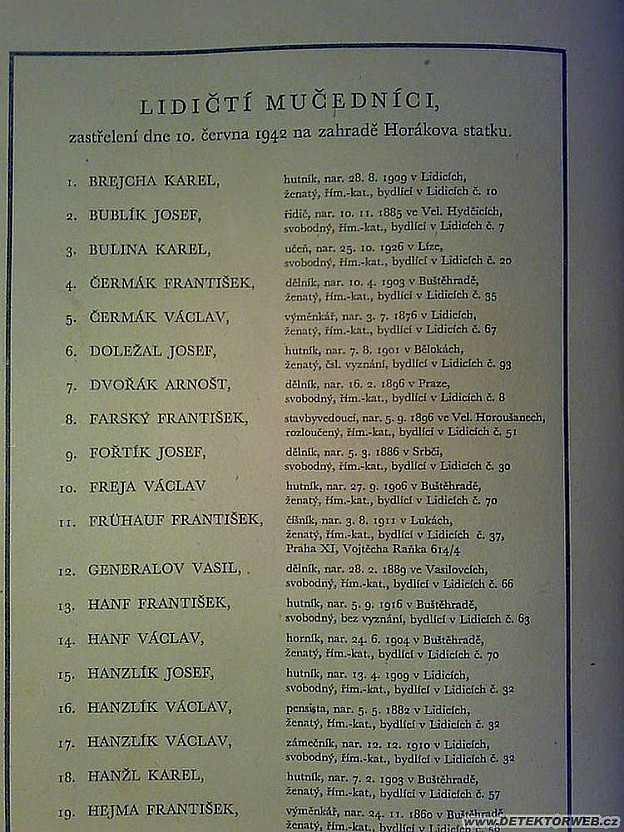 LIDIČTÍ MUČEDNÍCI,
zastřelení dne 10. června 1942 na zahradě Horákova statku.
1. BREJCHA KAREL, hutník, nar. 28. 8. 1909 v Lidicích,
ženatý, řím.-kat., bydlící v Lidicích č. 10
2. BUBLÍK JOSEF, řidič, nar. 10. 11. 1885 ve Vel. Hydčicích,
svobodný, řím.-kat., bydlící v Lidicích č. 7
3. BULINA KAREL, učeň, nar. 25. 10. 1926 v Líze,
svobodný, řím.-kat., bydlící v Lidicích č. 20
4. ČERMÁK FRANTIŠEK, dělník, nar. 10. 4. 1903 v Buštěhradě,
ženatý, řím.-kat., bydlící v Lidicích č. 35
5. ČERMÁK VÁCLAV, výměnkář, nar. 3. 7. 1876 v Lidicích,
ženatý, řím.-kat., bydlící v Lidicích č. 67
6. DOLEŽAL JOSEF, hutník, nar. 7. 8. 1901 v Bělokách,
ženatý, čsl. vyznání, bydlící v Lidicích č. 93
7. DVOŘÁK ARNOŠT, dělník, nar. 16. 2. 1896 v Praze,
svobodný, řím.-kat., bydlící v Lidicích č. 8
8. FARSKÝ FRANTIŠEK, stavbyvedoucí, nar. 5. 9. 1896 ve Vel. Horoušanech,
rozloučený, řím.-kat., bydlící v Lidicích č. 51
9. FOŘTÍK JOSEF, dělník, nar. 5. 3. 1886 v Srbči,
svobodný, řím.-kat., bydlící v Lidicích č. 30
10. FREJA VÁCLAV hutník, nar. 27. 9. 1906 v Buštěhradě,
ženatý, řím.-kat., bydlící v Lidicích č. 70
11. FRÜHAUF FRANTIŠEK, číšník, nar. 3. 8. 1911 v Lukách,
ženatý, řím.-kat., bydlící v Lidicích č. 37,
Praha XI, Vojtěcha Raňka 614/4
12. GENERALOV VASIL, dělník, nar. 28. 2. 1889 ve Vasilovcích,
svobodný, řím.-kat., bydlící v Lidicích č. 66
13. HANF FRANTIŠEK, hutník, nar. 5. 9. 1916 v Buštěhradě,
svobodný, bez vyznání, bydlící v Lidicích č. 63
14. HANF VÁCLAV, horník, nar. 24. 6. 1904 v Buštěhradě,
ženatý, řím.-kat., bydlící v Lidicích č. 70
15. HANZLÍK JOSEF, hutník, nar. 13. 4. 1909 v Lidicích,
svobodný, řím.-kat., bydlící v Lidicích č. 32
16. HANZLÍK VÁCLAV, pensista, nar. 5. 5. 1882 v Lidicích,
ženatý, řím.-kat., bydlící v Lidicích č. 32
17. HANZLÍK VÁCLAV, zámečník, nar. 12. 12. 1910 v Lidicích,
svobodný, řím.-kat., bydlící v Lidicích č. 32
18. HANŽL KAREL, hutník, nar. 7. 2. 1903 v Buštěhradě,
ženatý, řím.-kat., bydlící v Lidicích č. 57
19. HEJMA FRANTIŠEK, výměnkář, nar. 24. 11. 1860 v Buštěhradě,
ženatý, řím.-kat., bydlící v Lidicích č.
www.DETEKTORWEB.cz